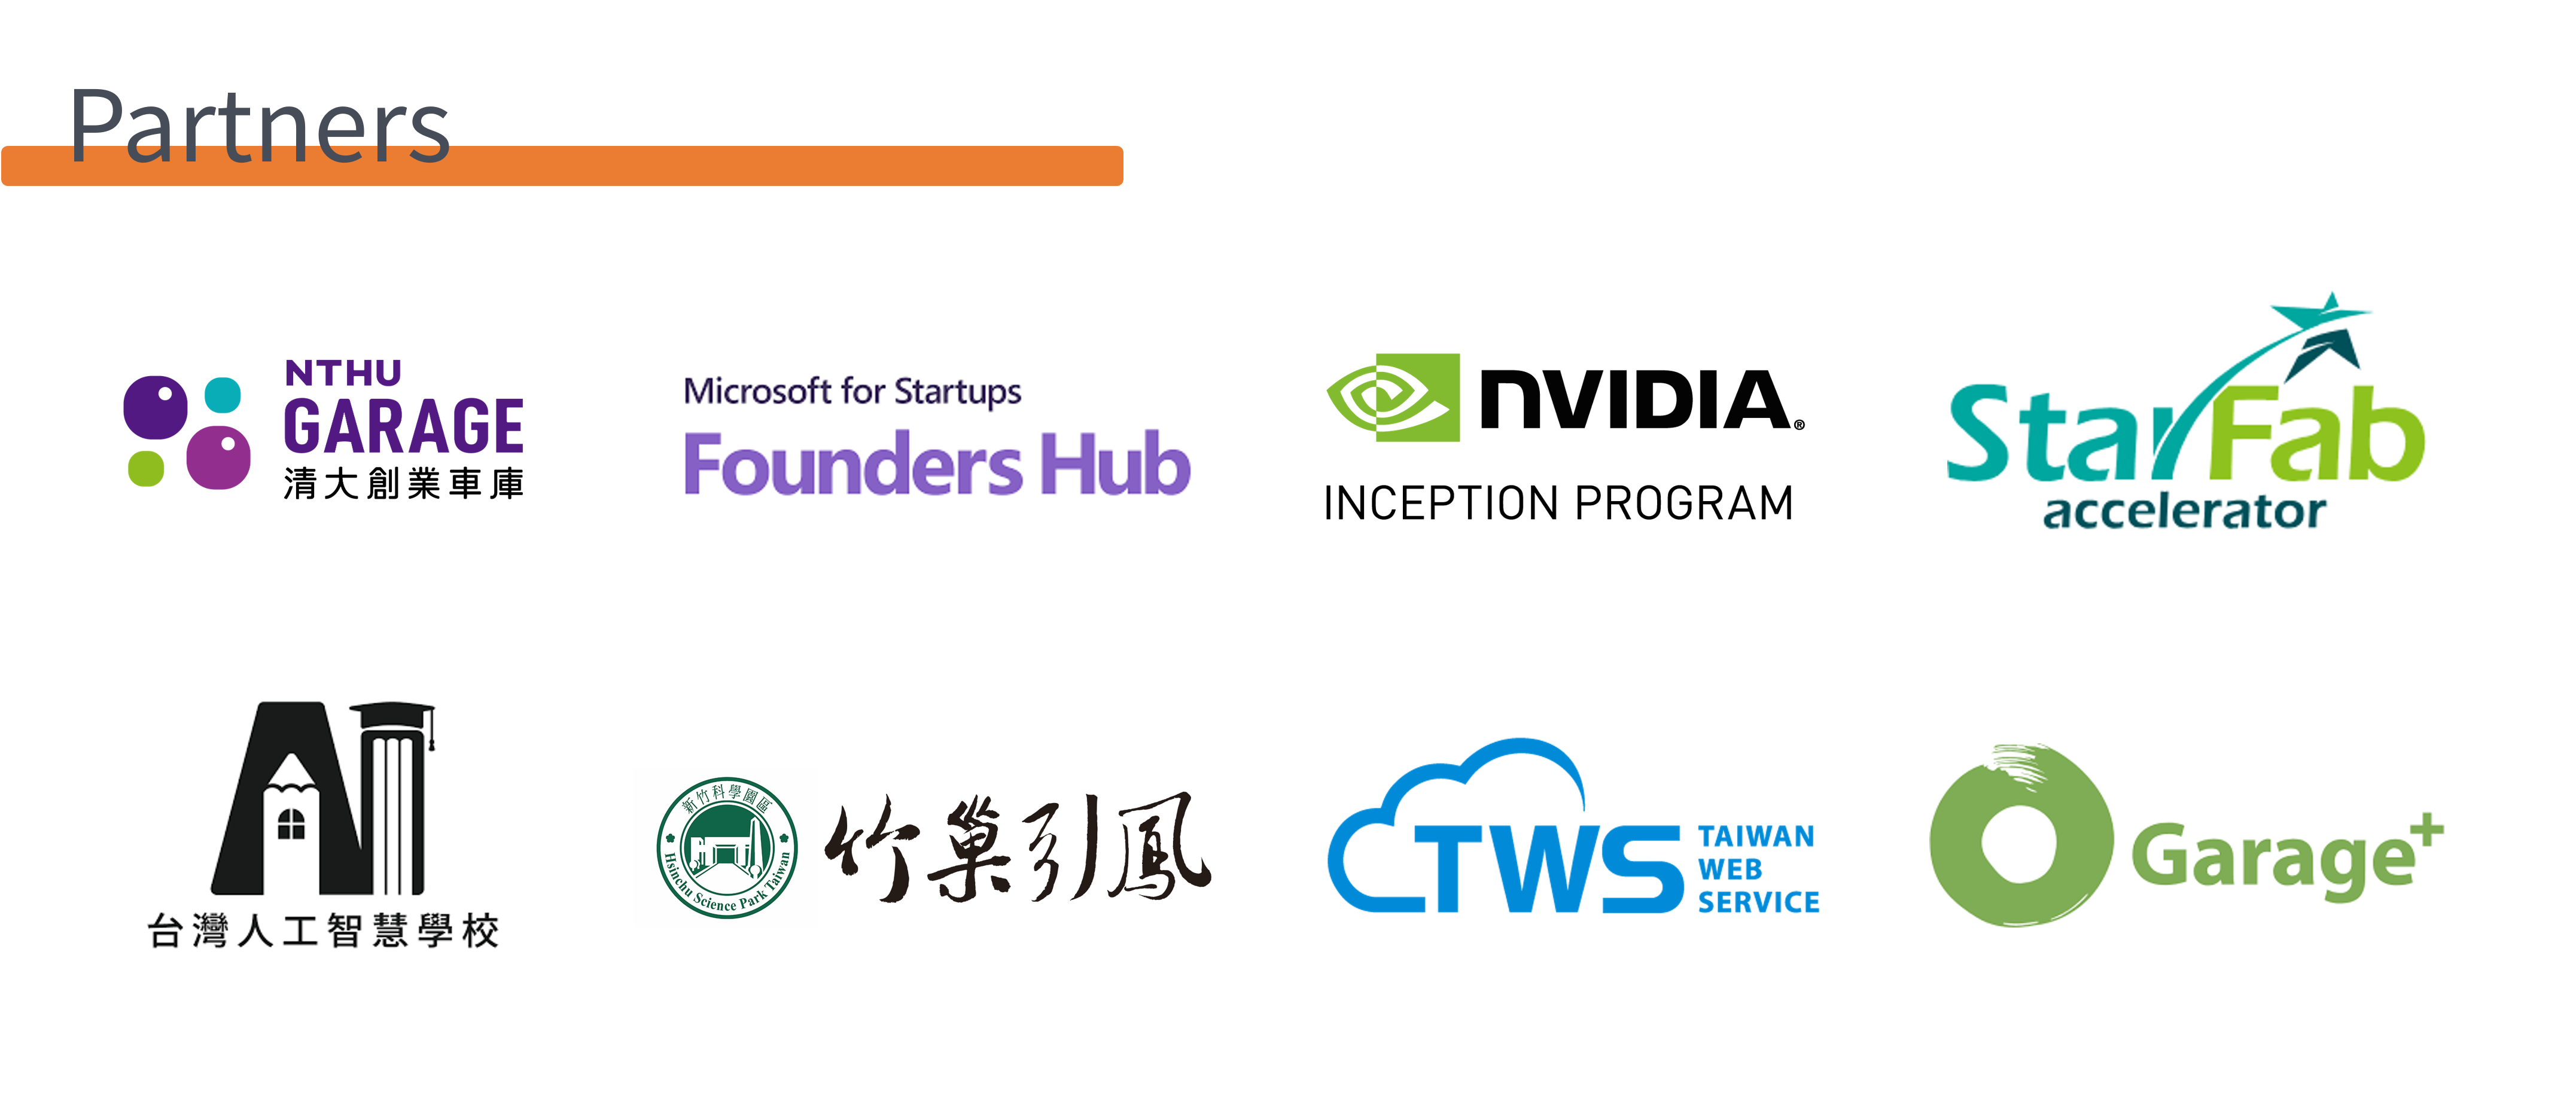 Partners
NTHU
GARAGE
清大創業車庫
Microsoft for Startups
Founders Hub
NVIDIA®
INCEPTION PROGRAM
StarFab
accelerator
AI
台灣人工智慧學校
新竹科學園區
Hsinchu Science Park Taiwan
竹巢引鳳
TWS
TAIWAN
WEB
SERVICE
Garage+